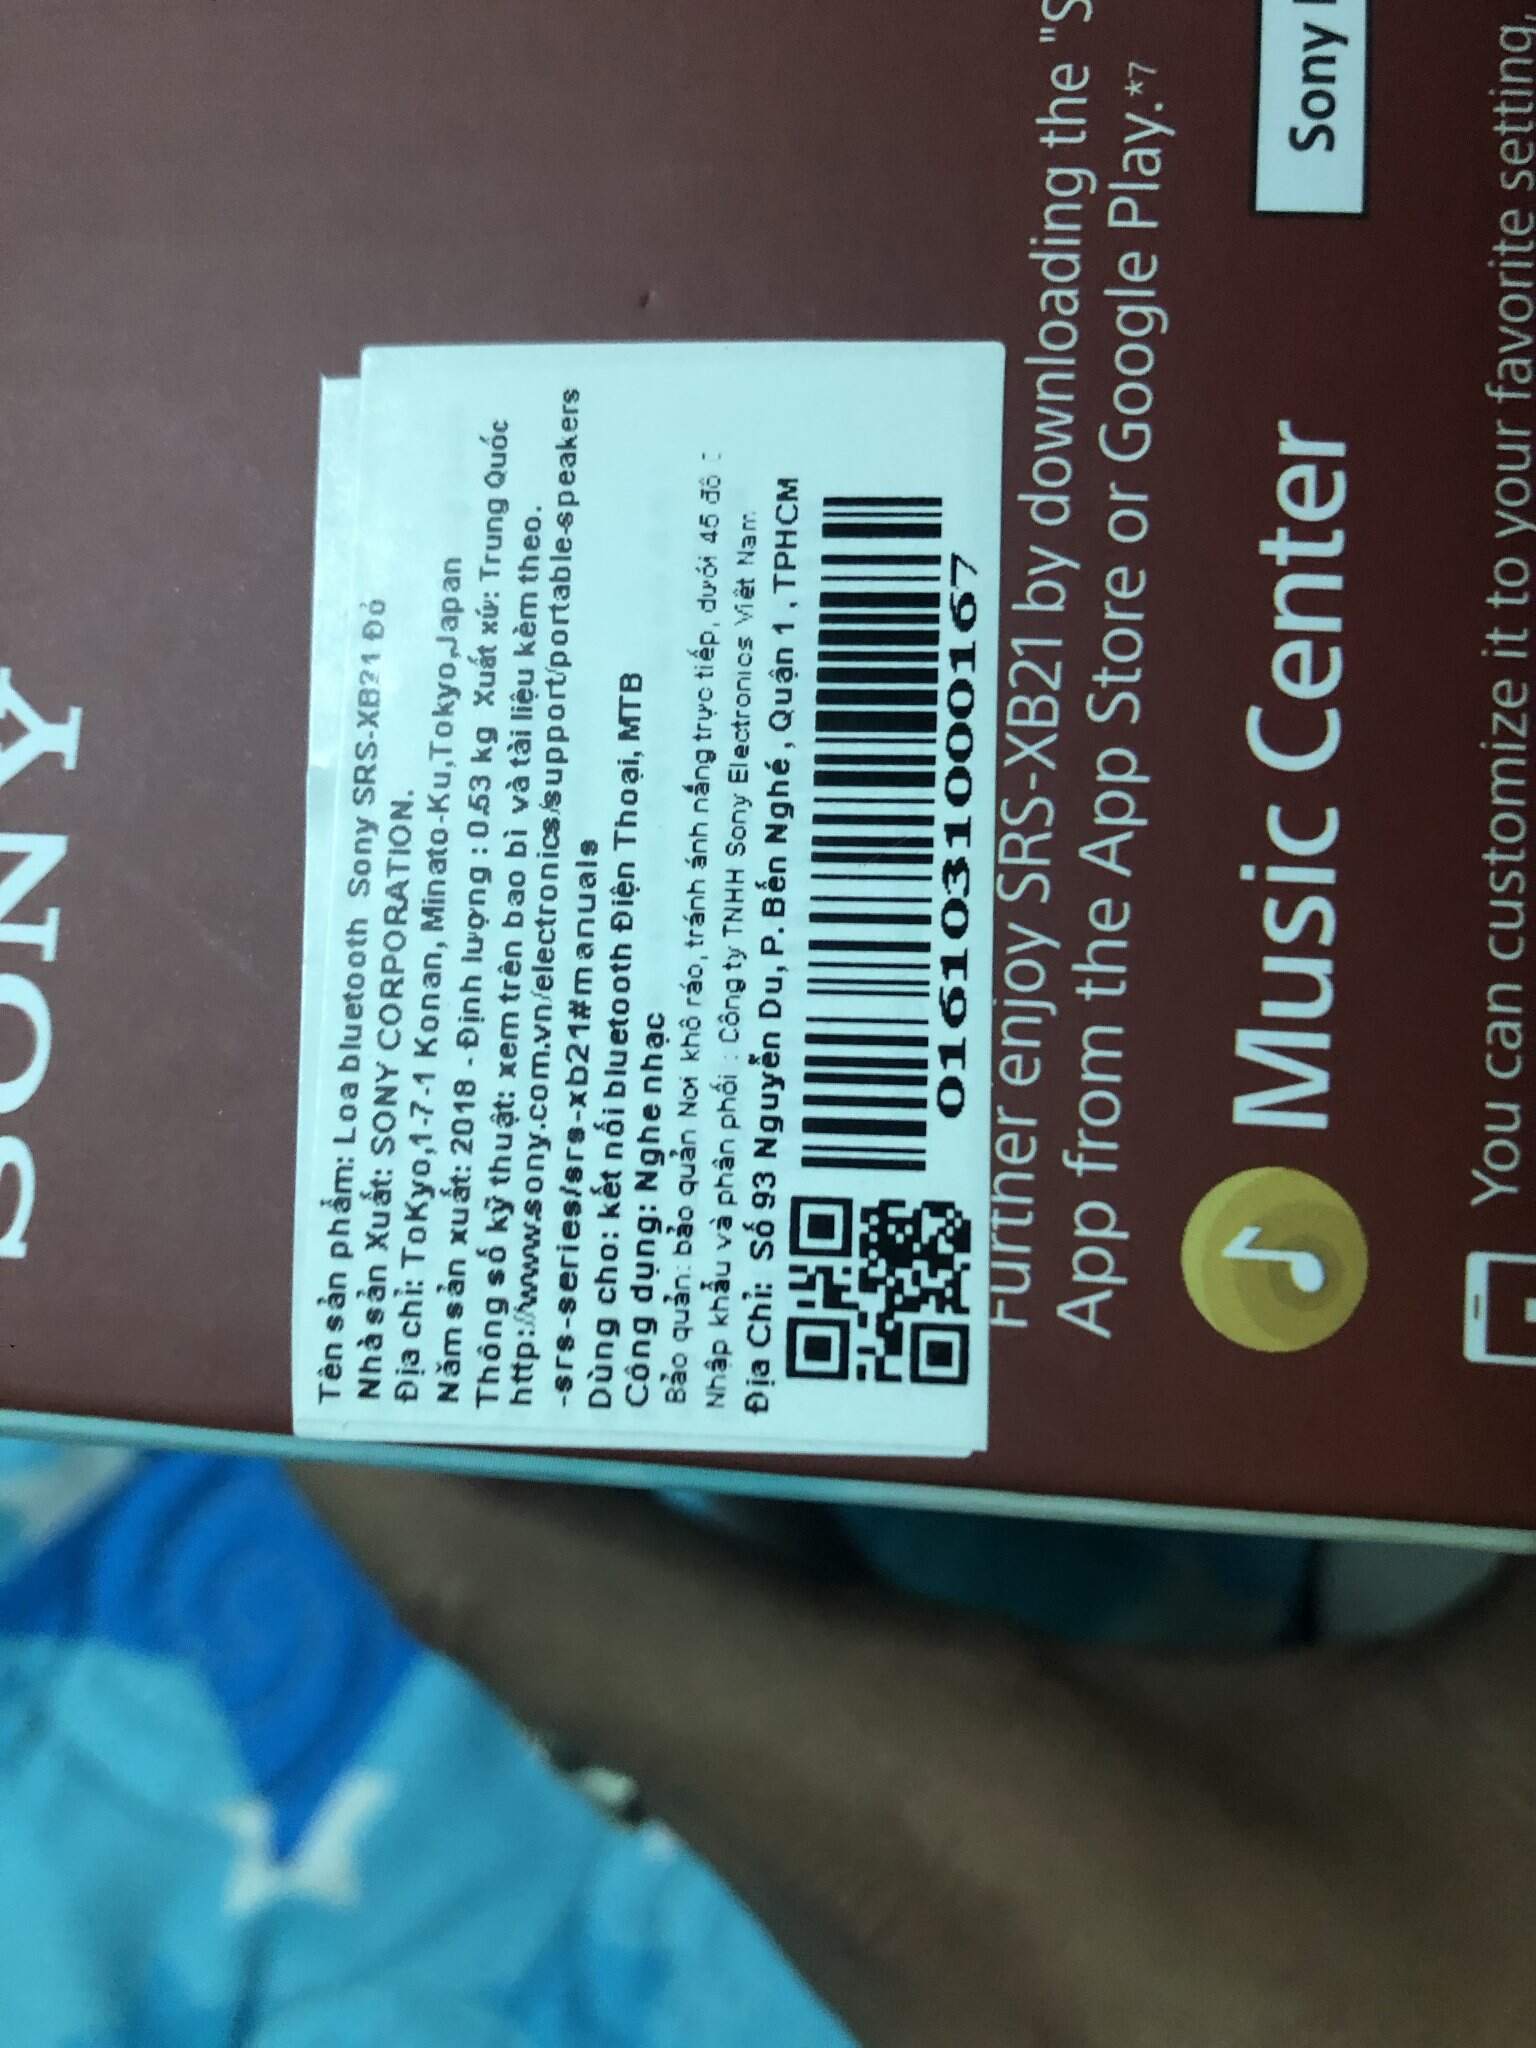 SONY
Tên sản phẩm: Loa bluetooth Sony SRS-XB21 Đỏ
Nhà sản Xuất: SONY CORPORATION.
Địa chỉ: ToKyo,1-7-1 Konan, Minato-Ku,Tokyo,Japan
Năm sản xuất: 2018 - Định lượng : 0.53 kg Xuất xứ: Trung Quốc
Thông số kỹ thuật: xem trên bao bì và tài liệu kèm theo.
http://www.sony.com.vn/electronics/support/portable-speakers
-srs-series/srs-xb21#manuals
Dùng cho: kết nối bluetooth Điện Thoại, MTB
Công dụng: Nghe nhạc
Bảo quản: bảo quản Nơi khô ráo, tránh ánh nắng trực tiếp, dưới 45 độ
Nhập khẩu và phân phối : Công ty TNHH Sony Electronics Việt Nam
Địa Chỉ: Số 93 Nguyễn Du, P. Bến Nghé , Quận 1 , TPHCM
0161031000167
Further enjoy SRS-XB21 by downloading the "S
App from the App Store or Google Play.*7
Music Center
Sony
You can customize it to your favorite setting,